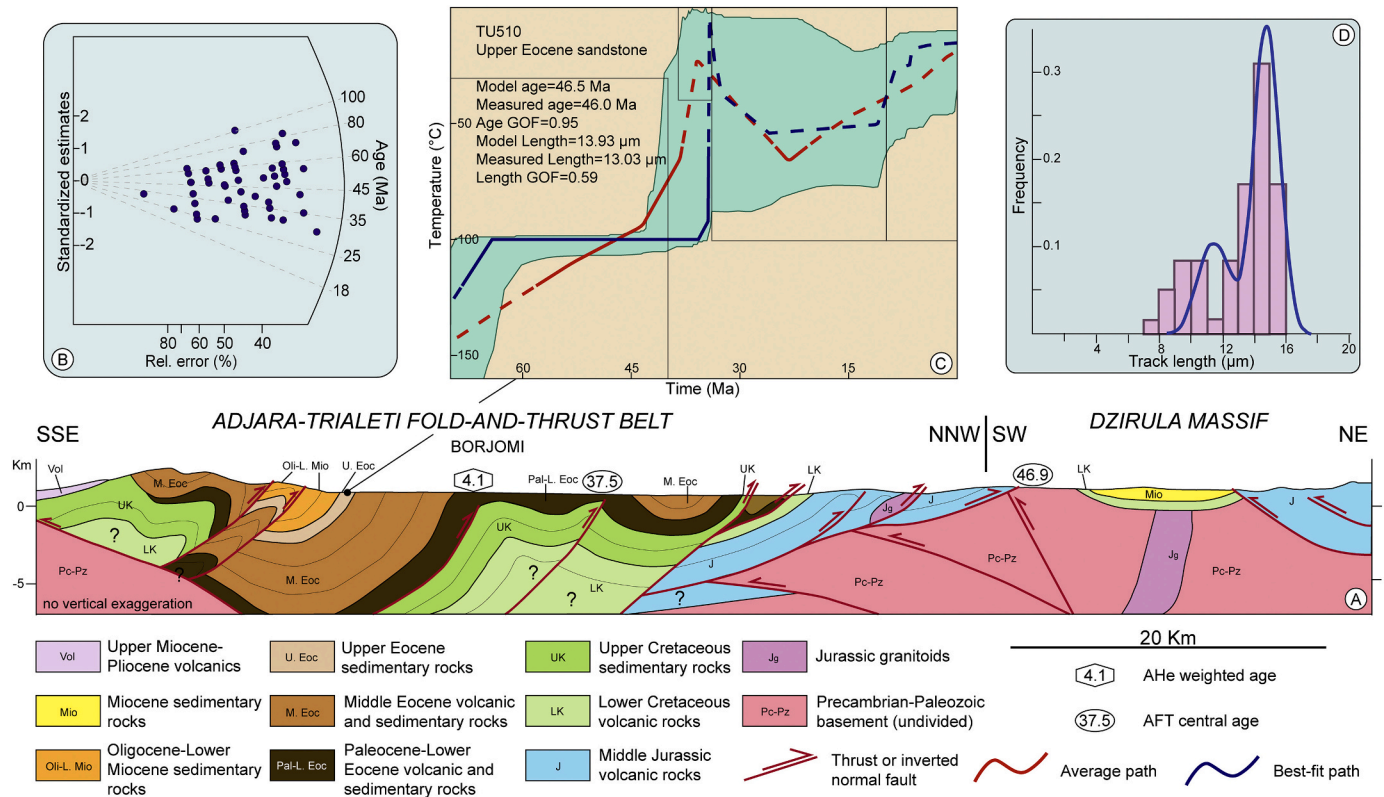 Standardized estimates
2
1
0
-1
-2
100
80
60
45
35
25
18
Age (Ma)
80
60
50
40
Rel. error (%)
B
TU510
Upper Eocene sandstone
Model age=46.5 Ma
Measured age=46.0 Ma
Age GOF=0.95
Model Length=13.93 µm
Measured Length=13.03 µm
Length GOF=0.59
Temperature (°C)
50
100
150
60
45
30
15
Time (Ma)
C
D
Frequency
0.3
0.2
0.1
4
8
12
16
20
Track length (µm)
ADJARA-TRIALETI FOLD-AND-THRUST BELT
DZIRULA MASSIF
SSE
BORJOMI
NNW
SW
NE
Km
0
-5
Vol
M. Eoc
Oli-L. Mio
U. Eoc
4.1
Pal-L. Eoc
37.5
M. Eoc
UK
LK
46.9
LK
Mio
J
UK
?
LK
?
Pc-Pz
M. Eoc
UK
?
?
LK
J
?
Jg
J
Pc-Pz
Pc-Pz
Jg
Pc-Pz
no vertical exaggeration
A
Vol
Upper Miocene-
Pliocene volcanics
Mio
Miocene sedimentary
rocks
Oli-L. Mio
Oligocene-Lower
Miocene sedimentary
rocks
U. Eoc
Upper Eocene
sedimentary rocks
M. Eoc
Middle Eocene volcanic
and sedimentary rocks
Pal-L. Eoc
Paleocene-Lower
Eocene volcanic and
sedimentary rocks
UK
Upper Cretaceous
sedimentary rocks
LK
Lower Cretaceous
volcanic rocks
J
Middle Jurassic
volcanic rocks
Jg
Jurassic granitoids
Pc-Pz
Precambrian-Paleozoic
basement (undivided)
Thrust or inverted
normal fault
20 Km
4.1
AHe weighted age
37.5
AFT central age
Average path
Best-fit path